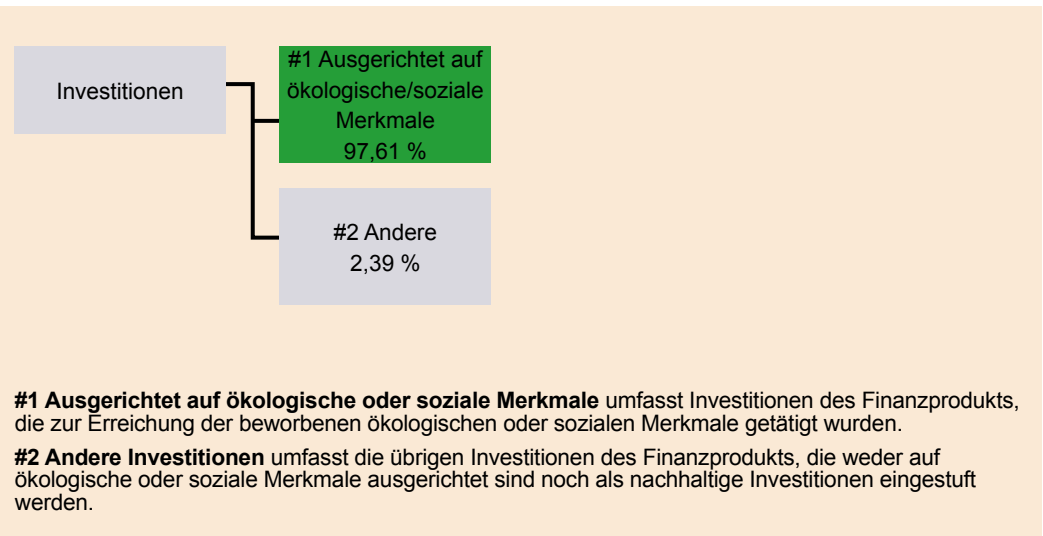 Investitionen
#1 Ausgerichtet auf
ökologische/soziale
Merkmale
97,61 %
#2 Andere
2,39 %
#1 Ausgerichtet auf ökologische oder soziale Merkmale umfasst Investitionen des Finanzprodukts,
die zur Erreichung der beworbenen ökologischen oder sozialen Merkmale getätigt wurden.
#2 Andere Investitionen umfasst die übrigen Investitionen des Finanzprodukts, die weder auf
ökologische oder soziale Merkmale ausgerichtet sind noch als nachhaltige Investitionen eingestuft
werden.